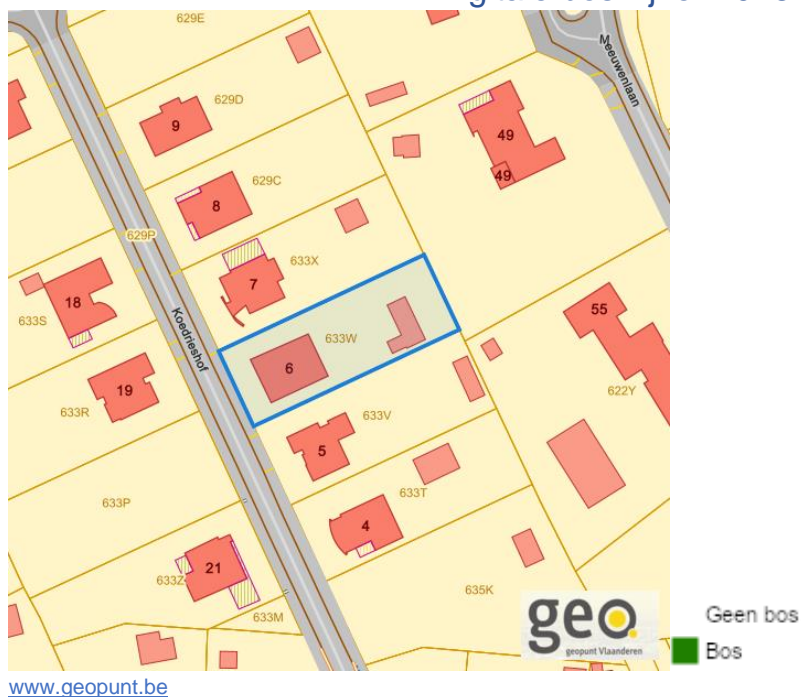 629E
Meeuwenlaan
629D
9
49
49
629C
8
629P
633X
7
18
633S
Koedrieshof
633W
6
55
19
633R
622Y
633V
5
633P
633T
4
21
633Z
635K
633M
geo
geopunt Vlaanderen
Geen bos
Bos
www.geopunt.be